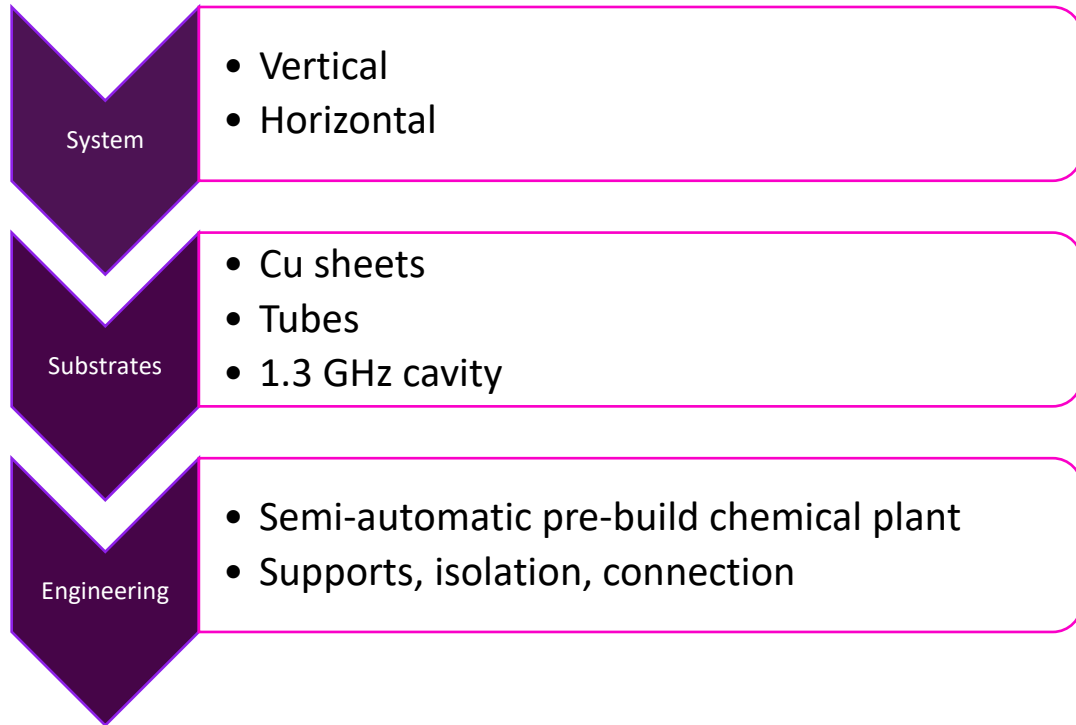 System
• Vertical
• Horizontal
Substrates
• Cu sheets
• Tubes
• 1.3 GHz cavity
Engineering
• Semi-automatic pre-build chemical plant
• Supports, isolation, connection